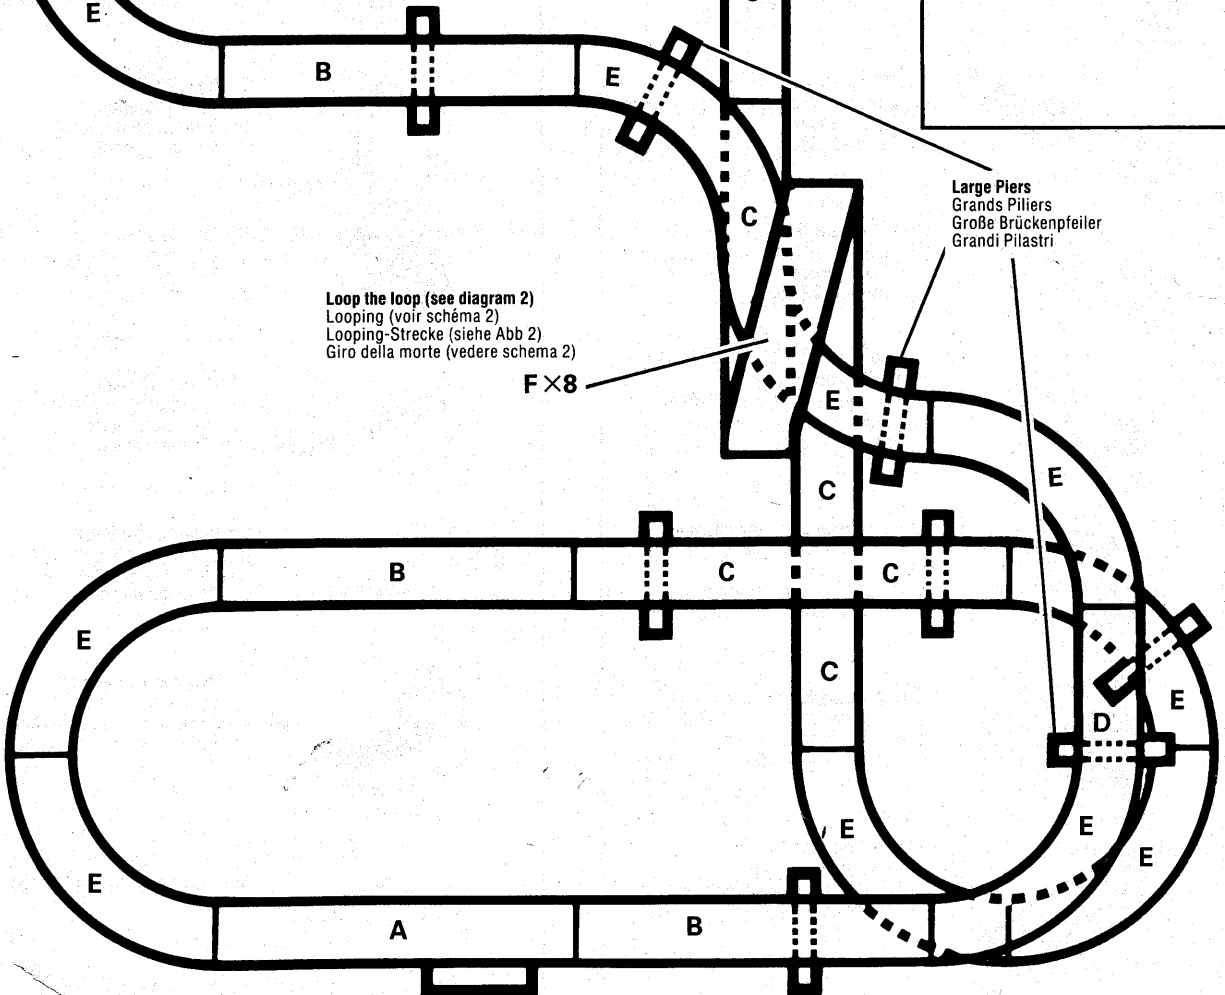 E
B
E
C
Large Piers
Grands Piliers
Große Brückenpfeiler
Grandi Pilastri
Loop the loop (see diagram 2)
Looping (voir schéma 2)
Looping-Strecke (siehe Abb 2)
Giro della morte (vedere schema 2)
F×8
E
E
C
B
C
C
E
C
E
D
E
E
E
E
A
B